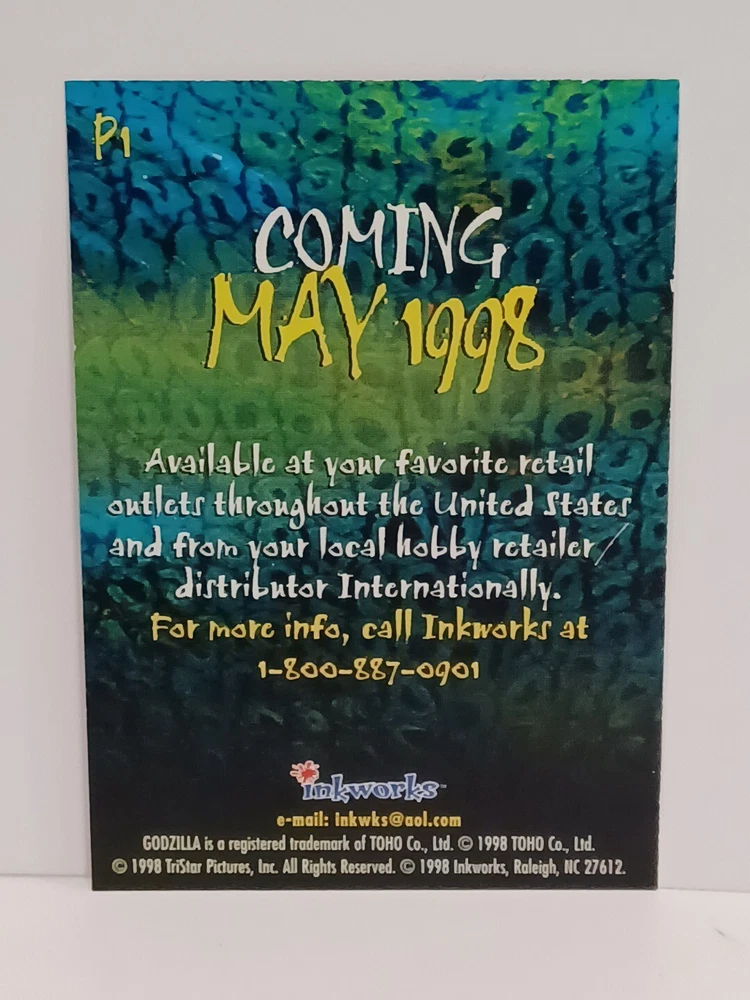 P1
COMING
MAY 1998
Available at your favorite retail
outlets throughout the United States
and from your local hobby retailer/
distributor Internationally.
For more info, call Inkworks at
1-800-887-0901
inkworks™
e-mail: Inkwks@aol.com
GODZILLA is a registered trademark of TOHO Co., Ltd. © 1998 TOHO Co., Ltd.
© 1998 TriStar Pictures, Inc. All Rights Reserved. © 1998 Inkworks, Raleigh, NC 27612.